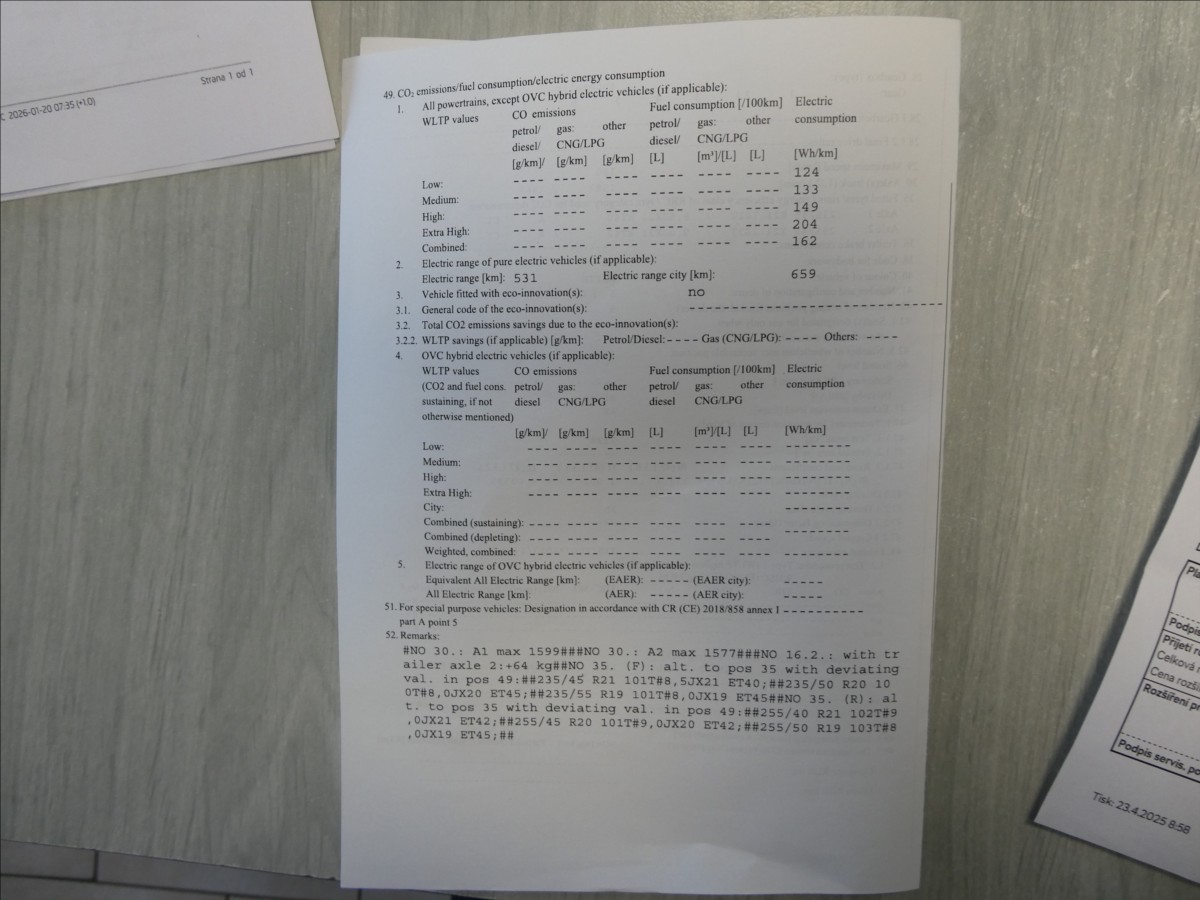 Strana 1 od 1
C 2026-01-20 07:35 (+1.0)
49. CO₂ emissions/fuel consumption/electric energy consumption
1. All powertrains, except OVC hybrid electric vehicles (if applicable):
WLTP values CO emissions Fuel consumption [/100km] Electric
petrol/ gas: other petrol/ gas: other consumption
diesel/ CNG/LPG diesel/ CNG/LPG
[g/km]/ [g/km] [g/km] [L] [m³]/[L] [L] [Wh/km]
Low: ---- ---- ---- ---- ---- ---- 124
Medium: ---- ---- ---- ---- ---- ---- 133
High: ---- ---- ---- ---- ---- ---- 149
Extra High: ---- ---- ---- ---- ---- ---- 204
Combined: ---- ---- ---- ---- ---- ---- 162
2. Electric range of pure electric vehicles (if applicable):
Electric range [km]: 531 Electric range city [km]: 659
3. Vehicle fitted with eco-innovation(s): no
3.1. General code of the eco-innovation(s): --------------------------------
3.2. Total CO2 emissions savings due to the eco-innovation(s):
3.2.2. WLTP savings (if applicable) [g/km]: Petrol/Diesel: ---- Gas (CNG/LPG): ---- Others: ----
4. OVC hybrid electric vehicles (if applicable):
WLTP values CO emissions Fuel consumption [/100km] Electric
(CO2 and fuel cons. petrol/ gas: other petrol/ gas: other consumption
sustaining, if not diesel CNG/LPG diesel CNG/LPG
otherwise mentioned)
[g/km]/ [g/km] [g/km] [L] [m³]/[L] [L] [Wh/km]
Low: ---- ---- ---- ---- ---- ---- --------
Medium: ---- ---- ---- ---- ---- ---- --------
High: ---- ---- ---- ---- ---- ---- --------
Extra High: ---- ---- ---- ---- ---- ---- --------
City: --------
Combined (sustaining): ---- ---- ---- ---- ---- ----
Combined (depleting): ---- ---- ---- ---- ---- ---- --------
Weighted, combined: ---- ---- ---- ---- ---- ---- --------
5. Electric range of OVC hybrid electric vehicles (if applicable):
Equivalent All Electric Range [km]: (EAER): ----- (EAER city): -----
All Electric Range [km]: (AER): ----- (AER city): -----
51. For special purpose vehicles: Designation in accordance with CR (CE) 2018/858 annex I ----------
part A point 5
52. Remarks:
#NO 30.: A1 max 1599###NO 30.: A2 max 1577###NO 16.2.: with tr
ailer axle 2:+64 kg##NO 35. (F): alt. to pos 35 with deviating
val. in pos 49:##235/45 R21 101T#8,5JX21 ET40;##235/50 R20 10
0T#8,0JX20 ET45;##235/55 R19 101T#8,0JX19 ET45##NO 35. (R): al
t. to pos 35 with deviating val. in pos 49:##255/40 R21 102T#9
,0JX21 ET42;##255/45 R20 101T#9,0JX20 ET42;##255/50 R19 103T#8
,0JX19 ET45;##
Podpis
Přijetí
Celková
Cena rozší
Rozšíření
Podpis servis.
Tisk: 23.4.2025 8:58